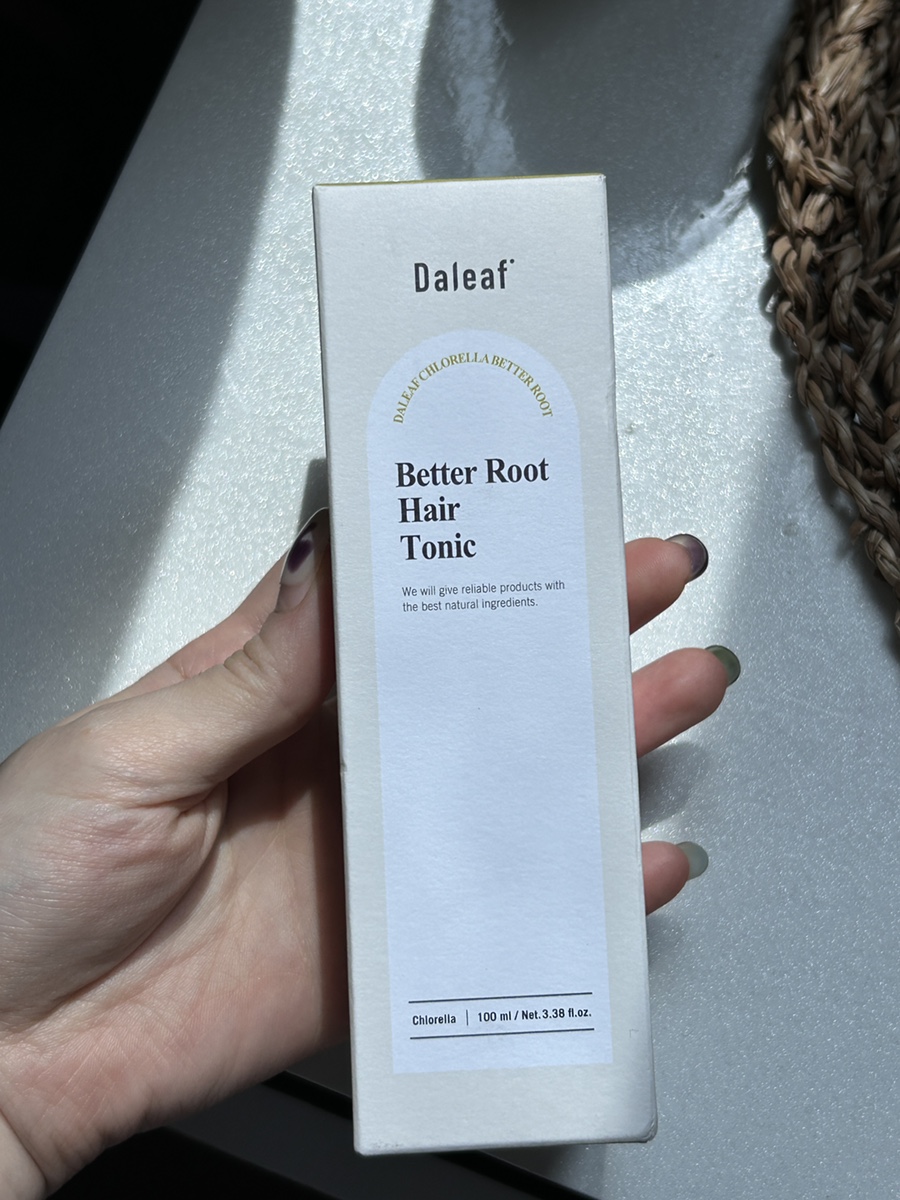 Daleaf
DALEAF CHLORELLA BETTER ROOT
Better Root
Hair
Tonic
We will give reliable products with
the best natural ingredients.
Chlorella | 100 ml / Net.3.38 fl.oz.